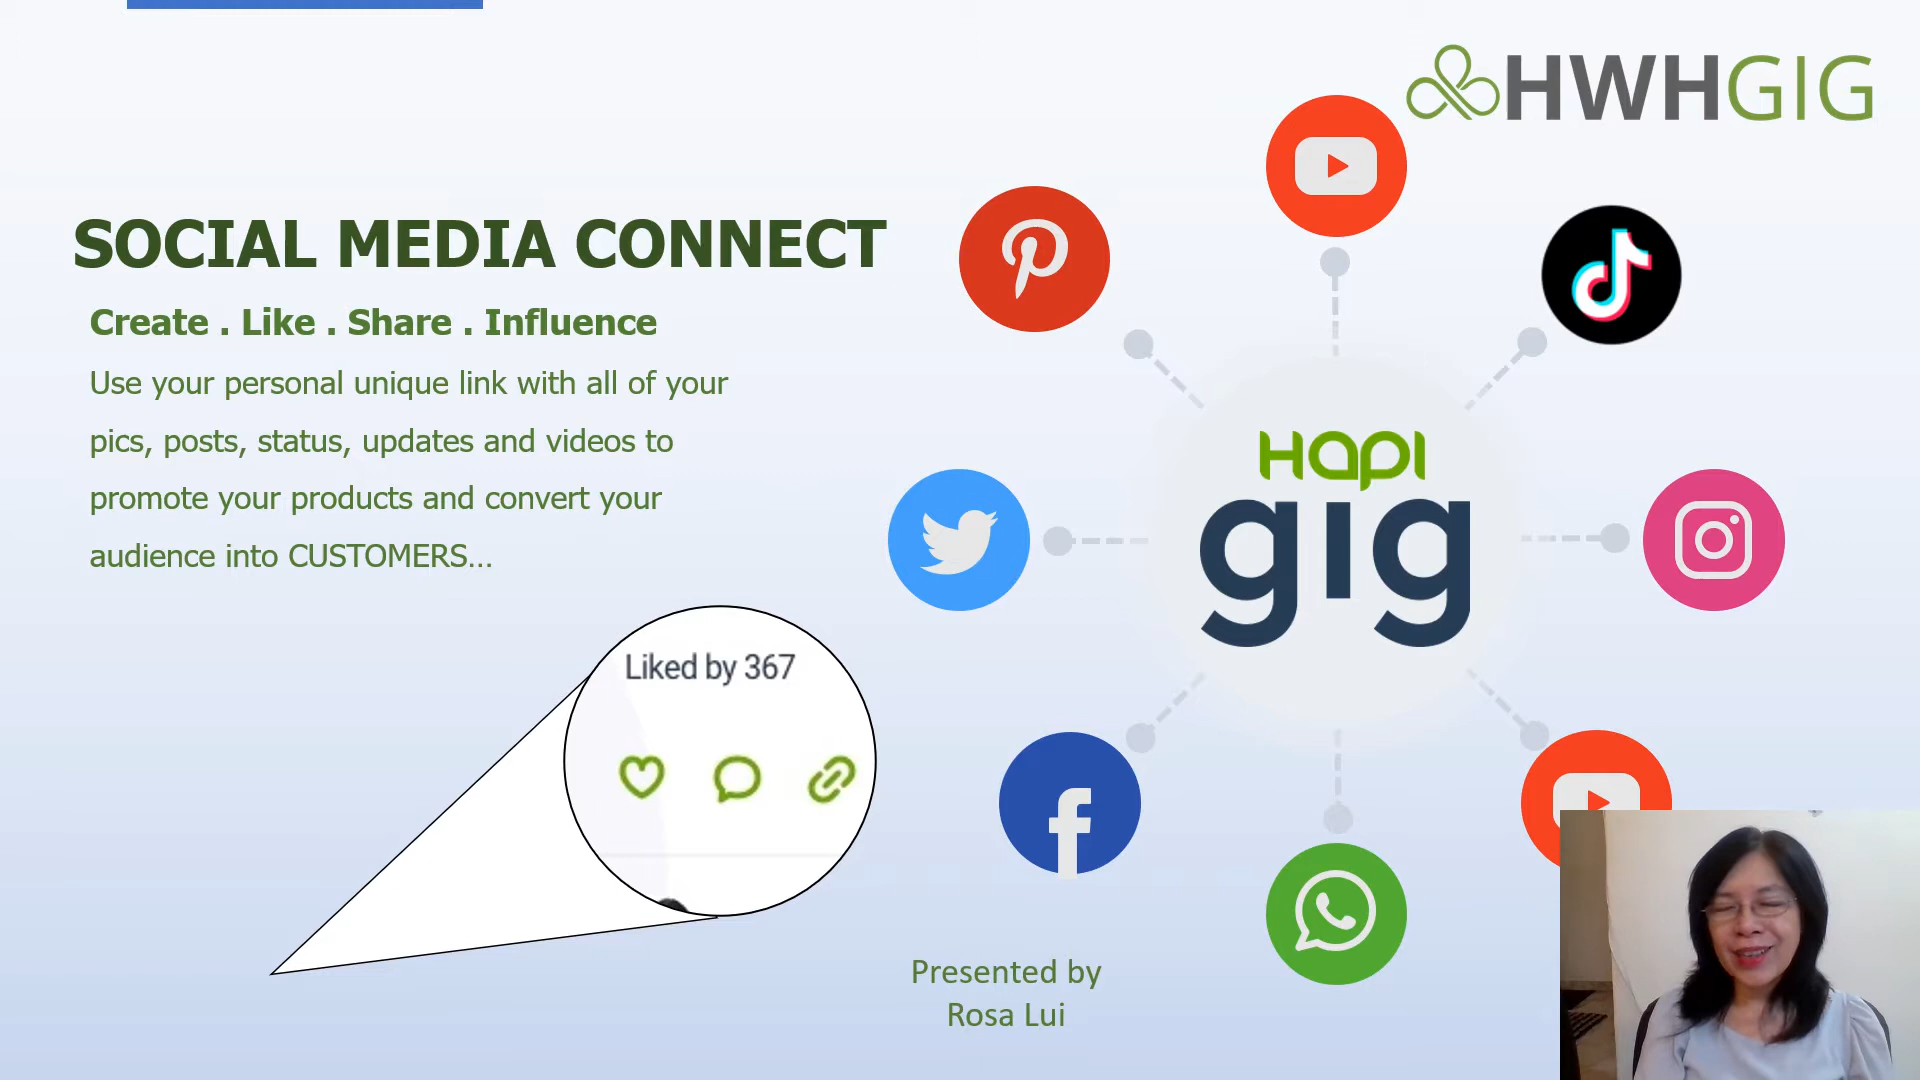 HWHGIG
SOCIAL MEDIA CONNECT
Create . Like . Share . Influence
Use your personal unique link with all of your
pics, posts, status, updates and videos to
promote your products and convert your
audience into CUSTOMERS...
Hapi
gig
Liked by 367
Presented by
Rosa Lui